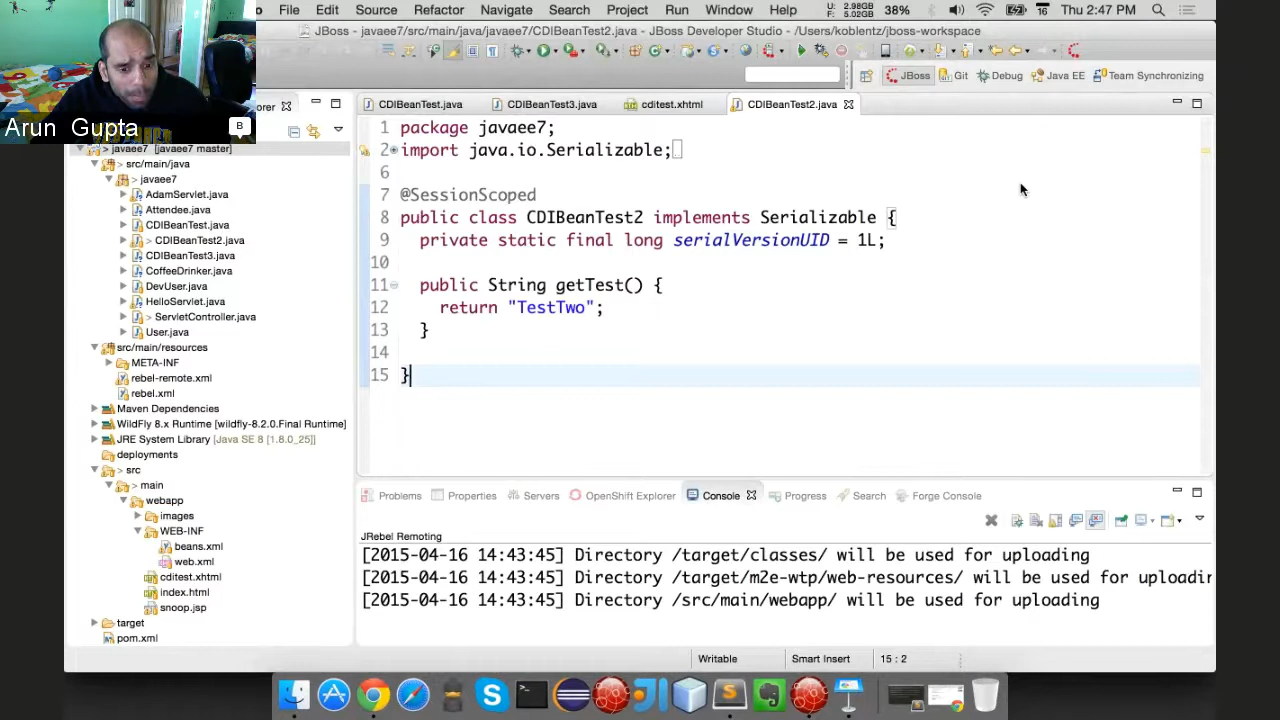 Edit Source Refactor Navigate Search Project Run Window Help U: 2.98GB F: 5.02GB 38% 16 Thu 2:47 PM
JBoss - javaee7/src/main/java/javaee7/CDIBeanTest2.java - JBoss Developer Studio - /Users/koblentz/jboss-workspace
JBoss Git Debug Java EE Team Synchronizing
Arun Gupta B
orer
CDIBeanTest.java CDIBeanTest3.java cditest.xhtml CDIBeanTest2.java
javaee7 [javaee7 master]
> src/main/java
> javaee7
AdamServlet.java
Attendee.java
CDIBeanTest.java
> CDIBeanTest2.java
CDIBeanTest3.java
CoffeeDrinker.java
DevUser.java
HelloServlet.java
> ServletController.java
User.java
src/main/resources
META-INF
rebel-remote.xml
rebel.xml
Maven Dependencies
WildFly 8.x Runtime [wildfly-8.2.0.Final Runtime]
JRE System Library [Java SE 8 [1.8.0_25]]
deployments
> src
> main
webapp
images
WEB-INF
beans.xml
web.xml
cditest.xhtml
index.html
snoop.jsp
target
pom.xml
1 package javaee7;
2 import java.io.Serializable;
6
7 @SessionScoped
8 public class CDIBeanTest2 implements Serializable {
9 private static final long serialVersionUID = 1L;
10
11 public String getTest() {
12 return "TestTwo";
13 }
14
15 }
Problems Properties Servers OpenShift Explorer Console Progress Search Forge Console
JRebel Remoting
[2015-04-16 14:43:45] Directory /target/classes/ will be used for uploading
[2015-04-16 14:43:45] Directory /target/m2e-wtp/web-resources/ will be used for uploadin
[2015-04-16 14:43:45] Directory /src/main/webapp/ will be used for uploading
Writable Smart Insert 15 : 2